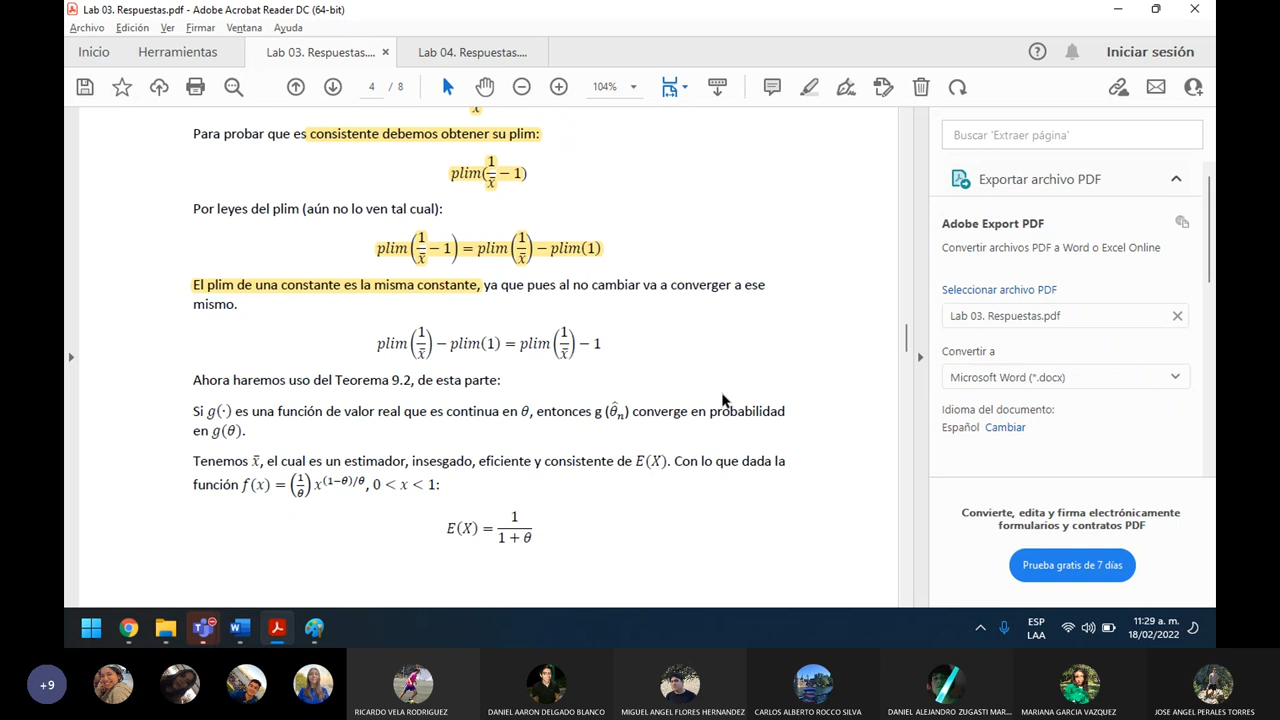 Lab 03. Respuestas.pdf - Adobe Acrobat Reader DC (64-bit)
Archivo Edición Ver Firmar Ventana Ayuda
Inicio Herramientas Lab 03. Respuestas.... × Lab 04. Respuestas.... Iniciar sesión
4 / 8 104%
x̄
Para probar que es consistente debemos obtener su plim:
plim(1/x̄ − 1)
Por leyes del plim (aún no lo ven tal cual):
plim(1/x̄ − 1) = plim(1/x̄) − plim(1)
El plim de una constante es la misma constante, ya que pues al no cambiar va a converger a ese
mismo.
plim(1/x̄) − plim(1) = plim(1/x̄) − 1
Ahora haremos uso del Teorema 9.2, de esta parte:
Si g(·) es una función de valor real que es continua en θ, entonces g (θ̂ₙ) converge en probabilidad
en g(θ).
Tenemos x̄, el cual es un estimador, insesgado, eficiente y consistente de E(X). Con lo que dada la
función f(x) = (1/θ) x^(1−θ)/θ, 0 < x < 1:
E(X) = 1/(1 + θ)
Buscar 'Extraer página'
Exportar archivo PDF
Adobe Export PDF
Convertir archivos PDF a Word o Excel Online
Seleccionar archivo PDF
Lab 03. Respuestas.pdf
Convertir a
Microsoft Word (*.docx)
Idioma del documento:
Español Cambiar
Convierte, edita y firma electrónicamente
formularios y contratos PDF
Prueba gratis de 7 días
ESP
LAA
11:29 a. m.
18/02/2022
+9
RICARDO VELA RODRIGUEZ
DANIEL AARON DELGADO BLANCO
MIGUEL ANGEL FLORES HERNANDEZ
CARLOS ALBERTO ROCCO SILVA
DANIEL ALEJANDRO ZUGASTI MAR...
MARIANA GARCIA VAZQUEZ
JOSE ANGEL PERALES TORRES